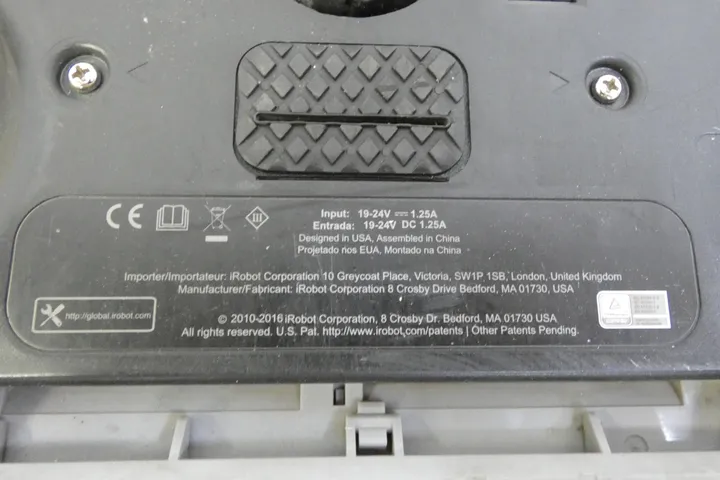 CE
III
Input: 19-24V 1.25A
Entrada: 19-24V DC 1.25A
Designed in USA, Assembled in China
Projetado nos EUA, Montado na China
Importer/Importateur: iRobot Corporation 10 Greycoat Place, Victoria, SW1P 1SB, London, United Kingdom
Manufacturer/Fabricant: iRobot Corporation 8 Crosby Drive Bedford, MA 01730, USA
http://global.irobot.com
© 2010-2016 iRobot Corporation, 8 Crosby Dr. Bedford, MA 01730 USA
All rights reserved. U.S. Pat. http://www.irobot.com/patents | Other Patents Pending.